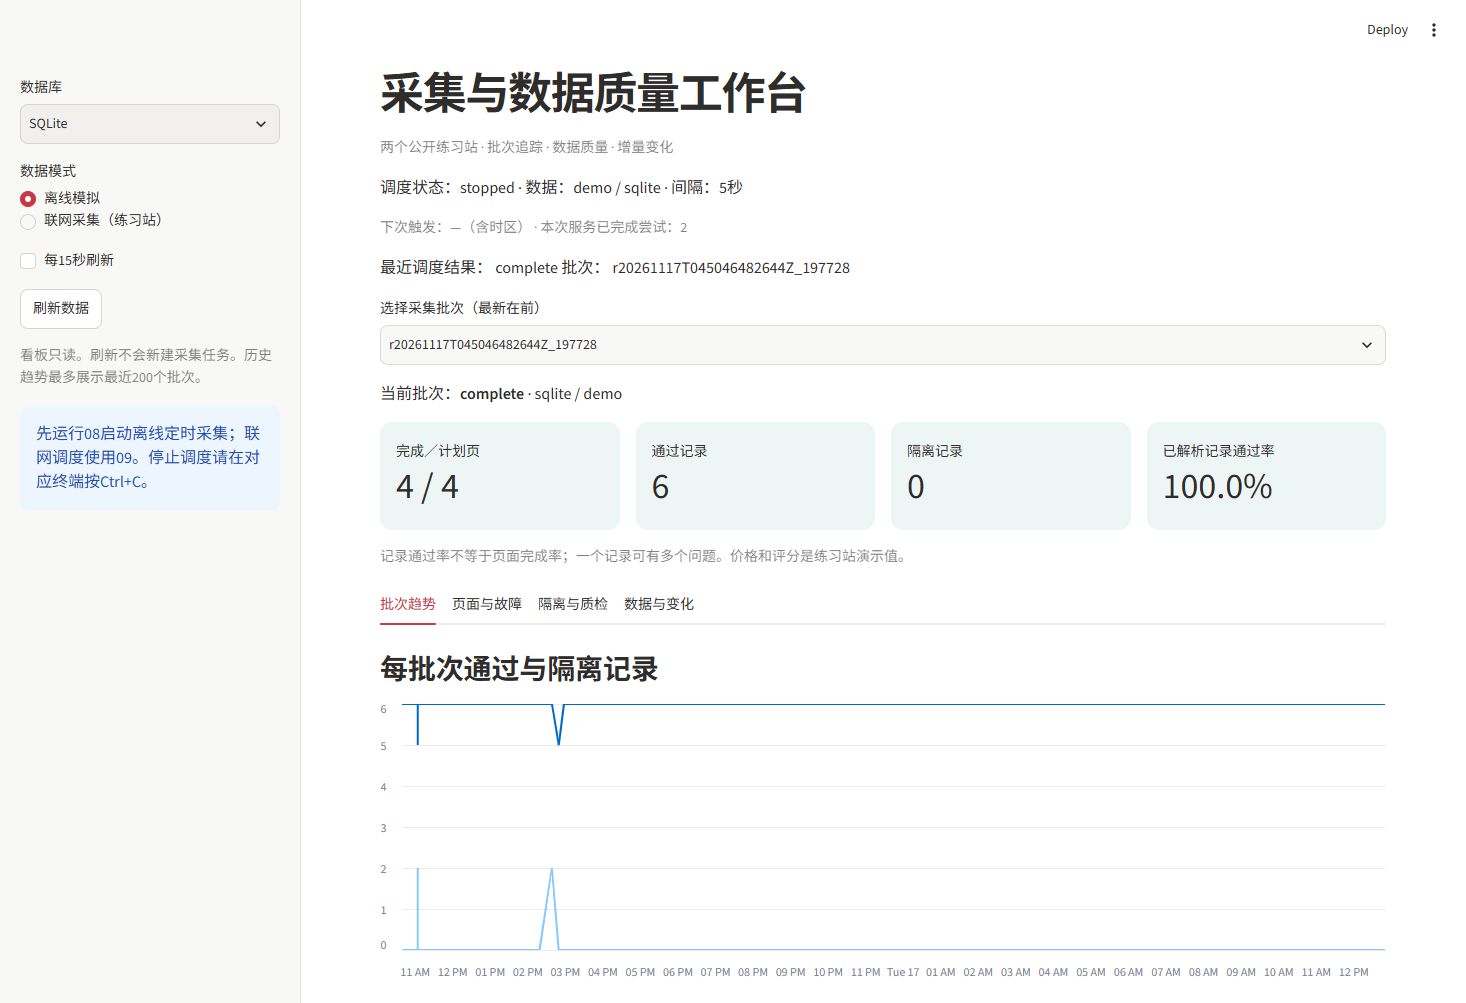 Deploy
数据库
SQLite
数据模式
离线模拟
联网采集（练习站）
每15秒刷新
刷新数据
看板只读。刷新不会新建采集任务。历史
趋势最多展示最近200个批次。
先运行08启动离线定时采集；联
网调度使用09。停止调度请在对
应终端按Ctrl+C。
采集与数据质量工作台
两个公开练习站 · 批次追踪 · 数据质量 · 增量变化
调度状态：stopped · 数据：demo / sqlite · 间隔：5秒
下次触发：—（含时区） · 本次服务已完成尝试：2
最近调度结果： complete 批次： r20261117T045046482644Z_197728
选择采集批次（最新在前）
r20261117T045046482644Z_197728
当前批次：complete · sqlite / demo
完成／计划页
4 / 4
通过记录
6
隔离记录
0
已解析记录通过率
100.0%
记录通过率不等于页面完成率；一个记录可有多个问题。价格和评分是练习站演示值。
批次趋势 页面与故障 隔离与质检 数据与变化
每批次通过与隔离记录
6
5
4
3
2
1
0
11 AM 12 PM 01 PM 02 PM 03 PM 04 PM 05 PM 06 PM 07 PM 08 PM 09 PM 10 PM 11 PM Tue 17 01 AM 02 AM 03 AM 04 AM 05 AM 06 AM 07 AM 08 AM 09 AM 10 AM 11 AM 12 PM